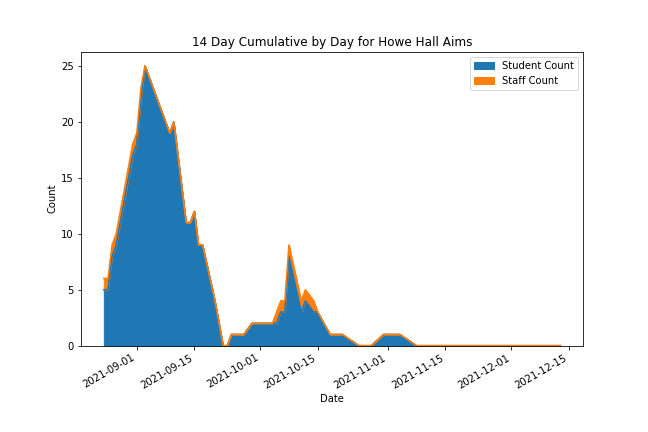 14 Day Cumulative by Day for Howe Hall Aims
Student Count
Staff Count
25
20
15
10
5
0
Count
2021-09-01
2021-09-15
2021-10-01
2021-10-15
2021-11-01
2021-11-15
2021-12-01
2021-12-15
Date